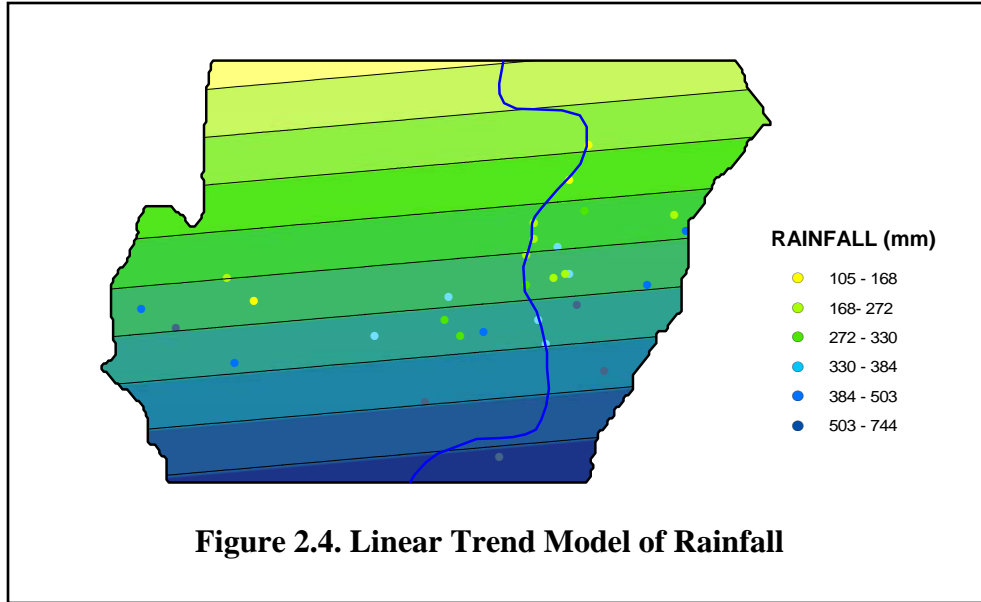 RAINFALL (mm)
105 - 168
168- 272
272 - 330
330 - 384
384 - 503
503 - 744
Figure 2.4. Linear Trend Model of Rainfall